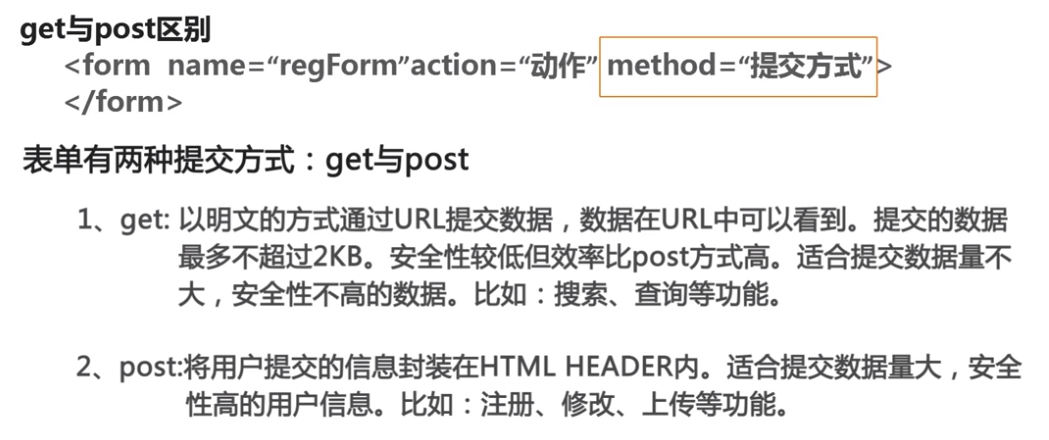 get与post区别
<form name=“regForm”action=“动作” method=“提交方式”>
</form>
表单有两种提交方式：get与post
1、get: 以明文的方式通过URL提交数据，数据在URL中可以看到。提交的数据
最多不超过2KB。安全性较低但效率比post方式高。适合提交数据量不
大，安全性不高的数据。比如：搜索、查询等功能。
2、post:将用户提交的信息封装在HTML HEADER内。适合提交数据量大，安全
性高的用户信息。比如：注册、修改、上传等功能。